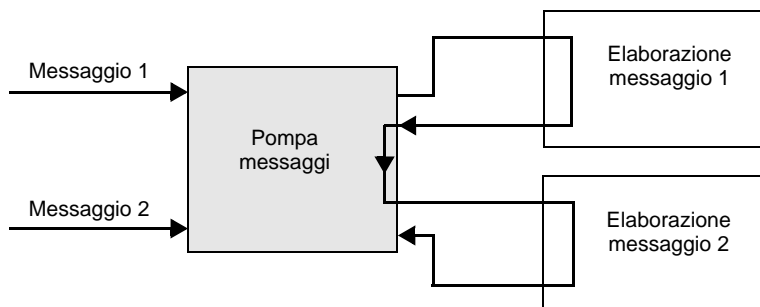 Messaggio 1
Elaborazione
messaggio 1
Pompa
messaggi
Messaggio 2
Elaborazione
messaggio 2